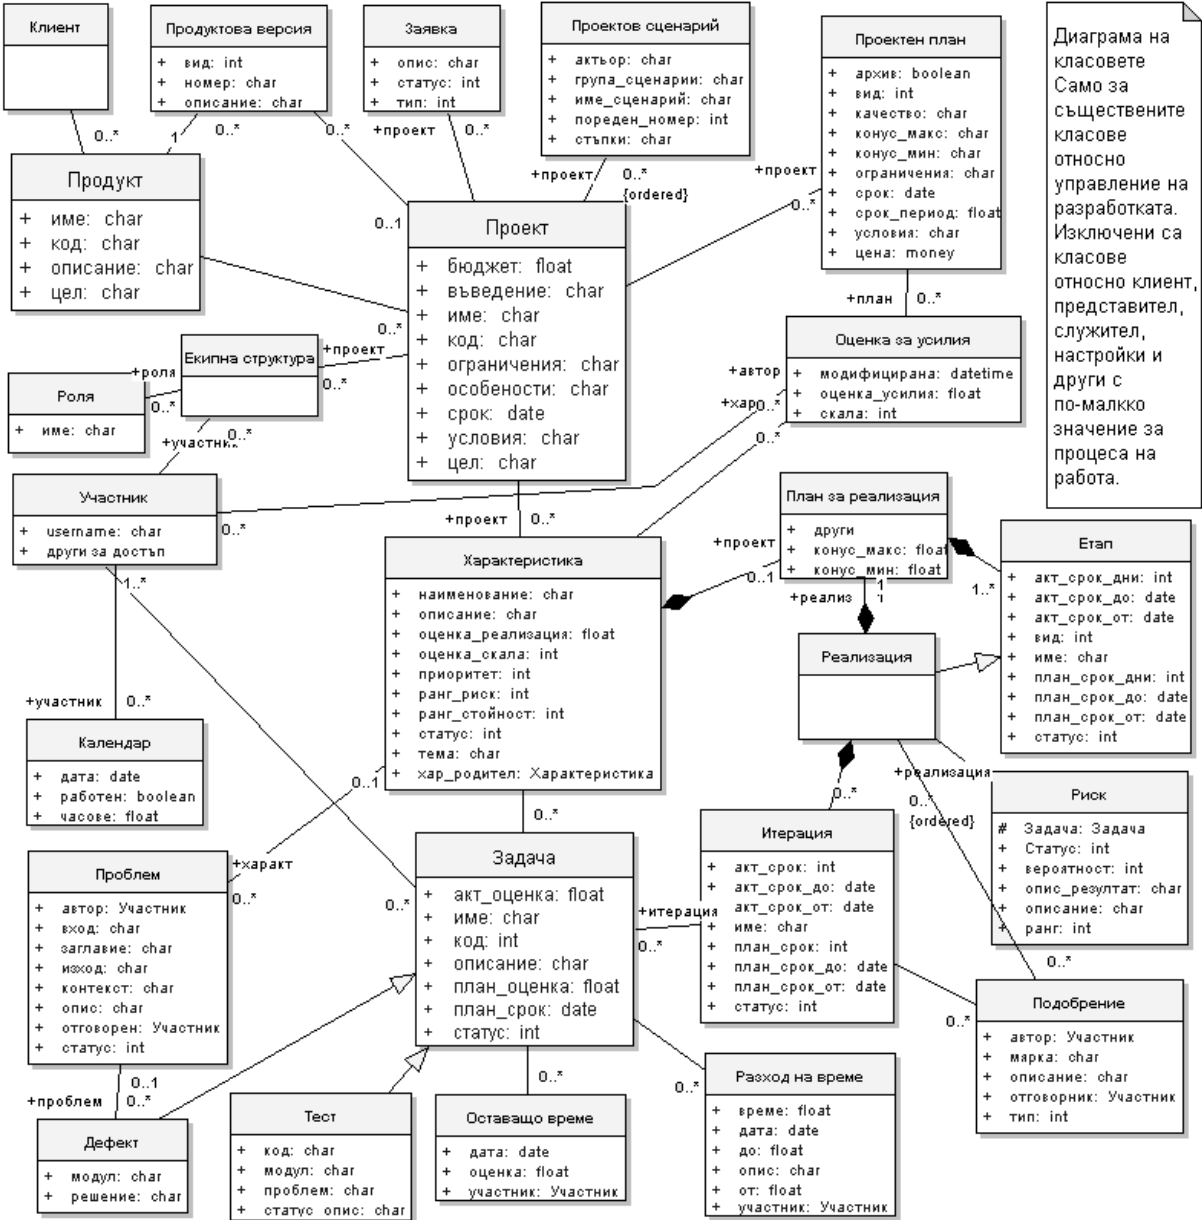 Клиент
Продуктова версия
+ вид: int
+ номер: char
+ описание: char
Заявка
+ опис: char
+ статус: int
+ тип: int
Проектов сценарий
+ актьор: char
+ група_сценарии: char
+ име_сценарий: char
+ пореден_номер: int
+ стъпки: char
Проектен план
+ архив: boolean
+ вид: int
+ качество: char
+ конус_макс: char
+ конус_мин: char
+ ограничения: char
+ срок: date
+ срок_период: float
+ условия: char
+ цена: money
Диаграма на
класовете
Само за
съществените
класове
относно
управление на
разработката.
Изключени са
класове
относно клиент,
представител,
служител,
настройки и
други с
по-малкко
значение за
процеса на
работа.
0..*
1
0..*
0..*
+проект
0..*
+проект
0..*
{ordered}
+проект
0..*
0..1
Продукт
+ име: char
+ код: char
+ описание: char
+ цел: char
Проект
+ бюджет: float
+ въведение: char
+ име: char
+ код: char
+ ограничения: char
+ особености: char
+ срок: date
+ условия: char
+ цел: char
+план 0..*
0..*
+проект
0..*
Екипна структура
+роля
0..*
Роля
+ име: char
+участник
0..*
Оценка за усилия
+ модифицирана: datetime
+ оценка_усилия: float
+ скала: int
+автор
0..*
+хар
0..*
Участник
+ username: char
+ други за достъп
0..*
1..*
+проект 0..*
План за реализация
+ други
+ конус_макс: float
+ конус_мин: float
+проект
0..1
1..*
+реализ
1
1
Етап
+ акт_срок_дни: int
+ акт_срок_до: date
+ акт_срок_от: date
+ вид: int
+ име: char
+ план_срок_дни: int
+ план_срок_до: date
+ план_срок_от: date
+ статус: int
Характеристика
+ наименование: char
+ описание: char
+ оценка_реализация: float
+ оценка_скала: int
+ приоритет: int
+ ранг_риск: int
+ ранг_стойност: int
+ статус: int
+ тема: char
+ хар_родител: Характеристика
Реализация
+участник 0..*
Календар
+ дата: date
+ работен: boolean
+ часове: float
0..1
0..*
0..*
+реализация
0..*
{ordered}
Риск
# Задача: Задача
+ Статус: int
+ вероятност: int
+ опис_резултат: char
+ описание: char
+ ранг: int
Итерация
+ акт_срок: int
+ акт_срок_до: date
+ акт_срок_от: date
+ име: char
+ план_срок: int
+ план_срок_до: date
+ план_срок_от: date
+ статус: int
Задача
+ акт_оценка: float
+ име: char
+ код: int
+ описание: char
+ план_оценка: float
+ план_срок: date
+ статус: int
+характ
0..*
0..*
+итерация
0..*
Проблем
+ автор: Участник
+ вход: char
+ заглавие: char
+ изход: char
+ контекст: char
+ опис: char
+ отговорен: Участник
+ статус: int
0..*
0..*
Подобрение
+ автор: Участник
+ мярка: char
+ описание: char
+ отговорник: Участник
+ тип: int
0..1
+проблем 0..*
Дефект
+ модул: char
+ решение: char
Тест
+ код: char
+ модул: char
+ проблем: char
+ статус опис: char
0..*
Оставащо време
+ дата: date
+ оценка: float
+ участник: Участник
0..*
Разход на време
+ време: float
+ дата: date
+ до: float
+ опис: char
+ от: float
+ участник: Участник